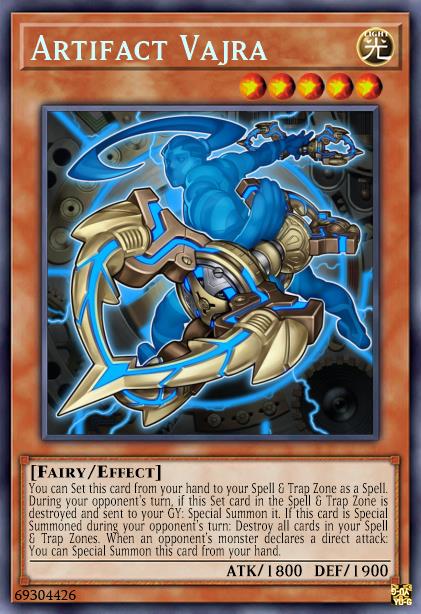 Artifact Vajra
LIGHT
光
[Fairy/Effect]
You can Set this card from your hand to your Spell & Trap Zone as a Spell.
During your opponent's turn, if this Set card in the Spell & Trap Zone is
destroyed and sent to your GY: Special Summon it. If this card is Special
Summoned during your opponent's turn: Destroy all cards in your Spell
& Trap Zones. When an opponent's monster declares a direct attack:
You can Special Summon this card from your hand.
ATK/1800 DEF/1900
69304426